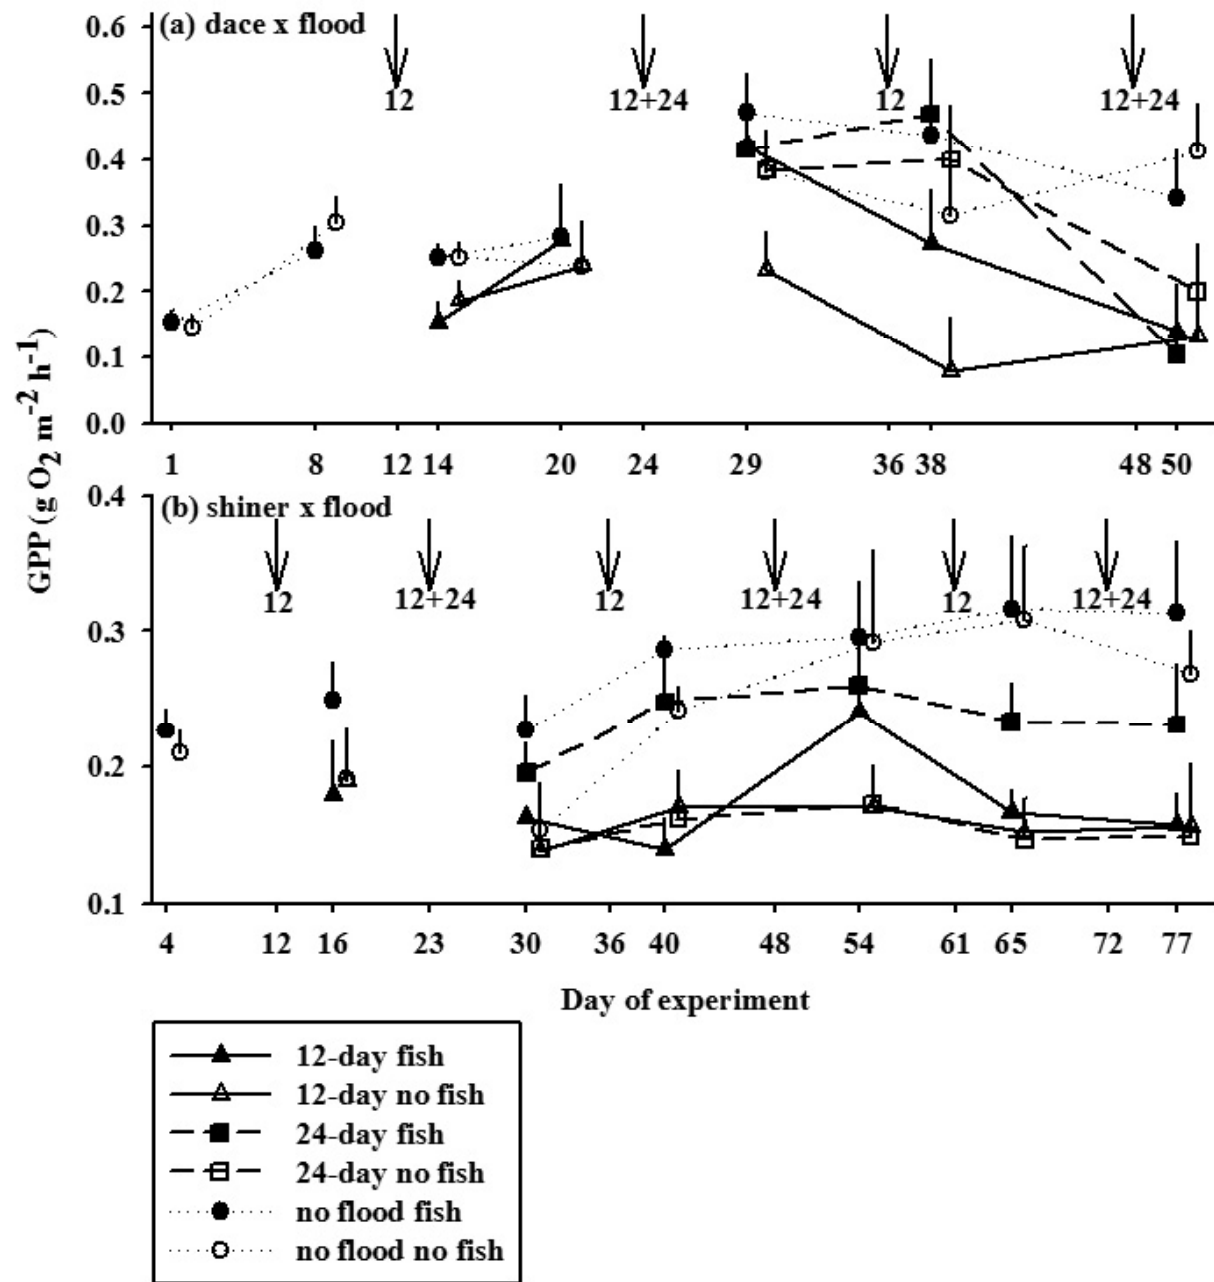 (a) dace x flood
0.6
0.5
0.4
0.3
0.2
0.1
0.0
12
12+24
12
12+24
1 8 12 14 20 24 29 36 38 48 50
GPP (g O2 m-2 h-1)
(b) shiner x flood
0.4
0.3
0.2
0.1
12
12+24
12
12+24
12
12+24
4 12 16 23 30 36 40 48 54 61 65 72 77
Day of experiment
12-day fish
12-day no fish
24-day fish
24-day no fish
no flood fish
no flood no fish